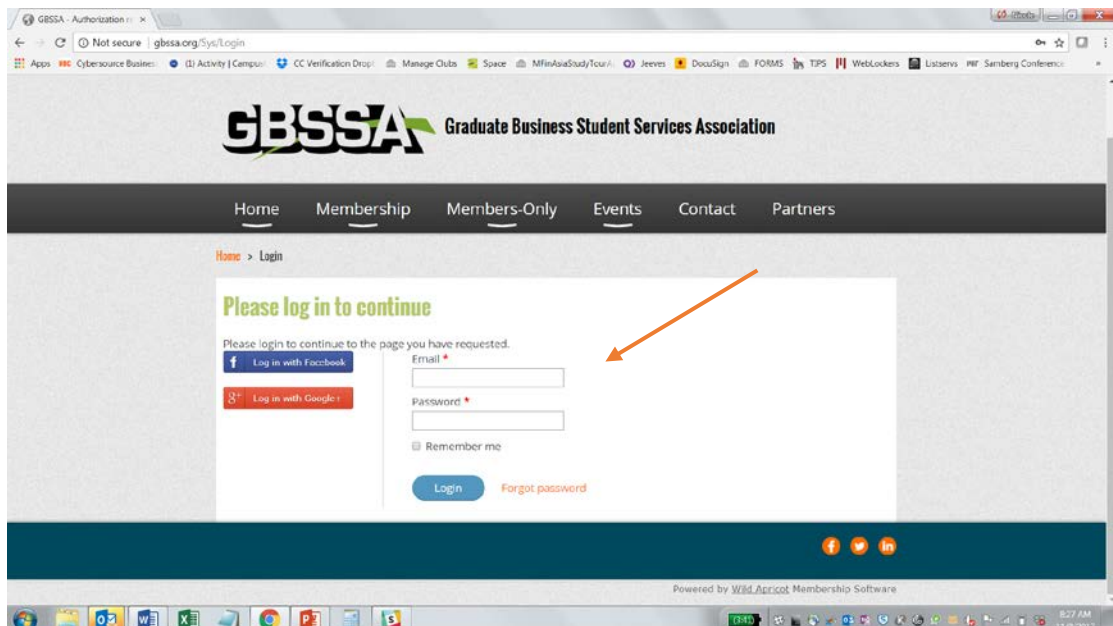 GBSSA - Authorization r
Not secure | gbssa.org/Sys/Login
Apps Cybersource Busines (1) Activity | Campus CC Verification Drop Manage Clubs Space MFinAsiaStudyTour Jeeves DocuSign FORMS TIPS WebLockers Listservs Samberg Conference
GBSSA Graduate Business Student Services Association
Home Membership Members-Only Events Contact Partners
Home > Login
Please log in to continue
Please login to continue to the page you have requested.
Log in with Facebook
Log in with Google+
Email *
Password *
Remember me
Login Forgot password
Powered by Wild Apricot Membership Software
8:27 AM